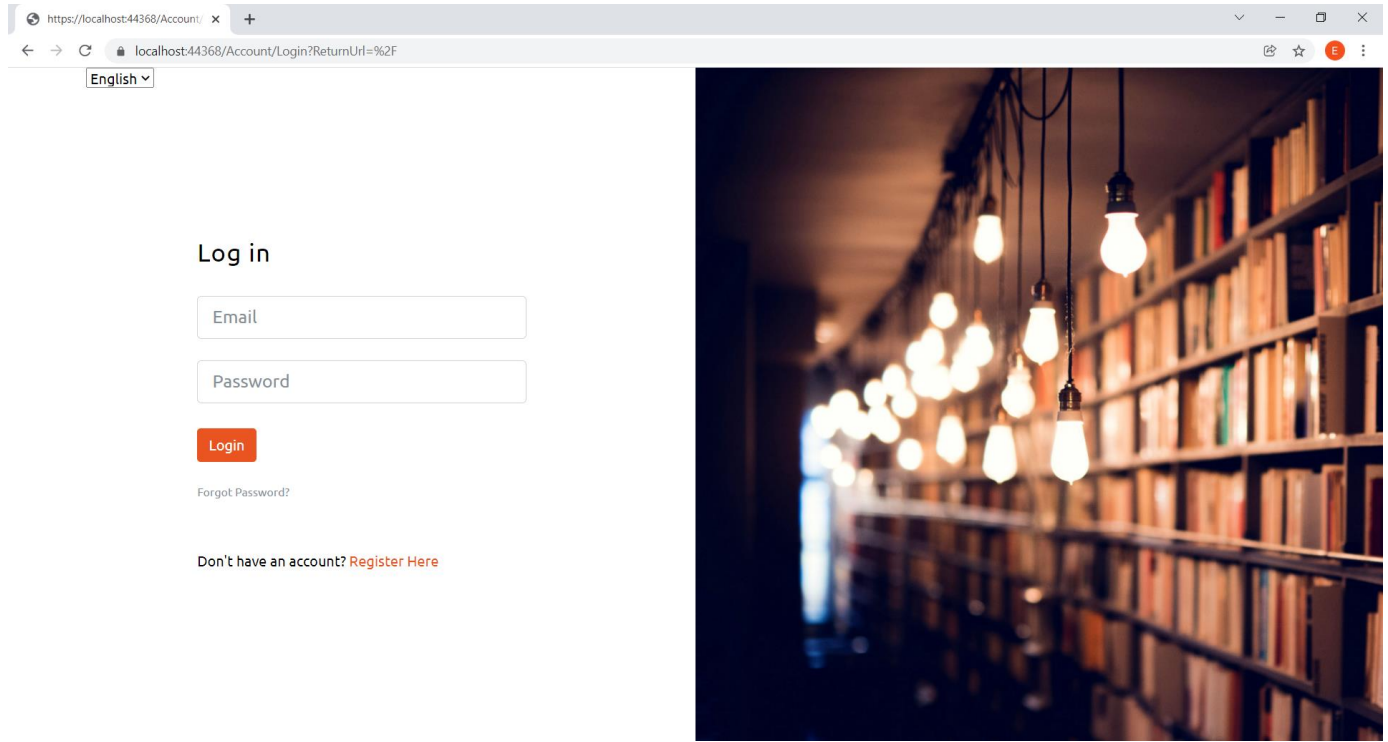 https://localhost:44368/Account/
localhost:44368/Account/Login?ReturnUrl=%2F
E
English
Log in
Email
Password
Login
Forgot Password?
Don't have an account? Register Here